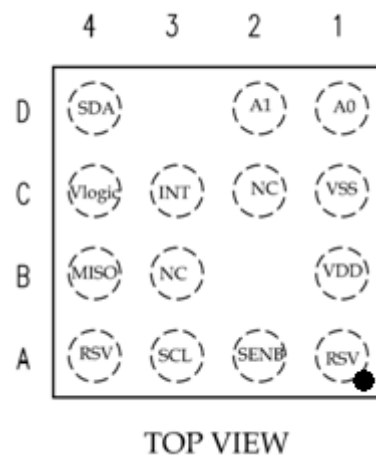 4 3 2 1
D SDA A1 A0
C Vlogic INT NC VSS
B MISO NC VDD
A RSV SCL SENB RSV
TOP VIEW